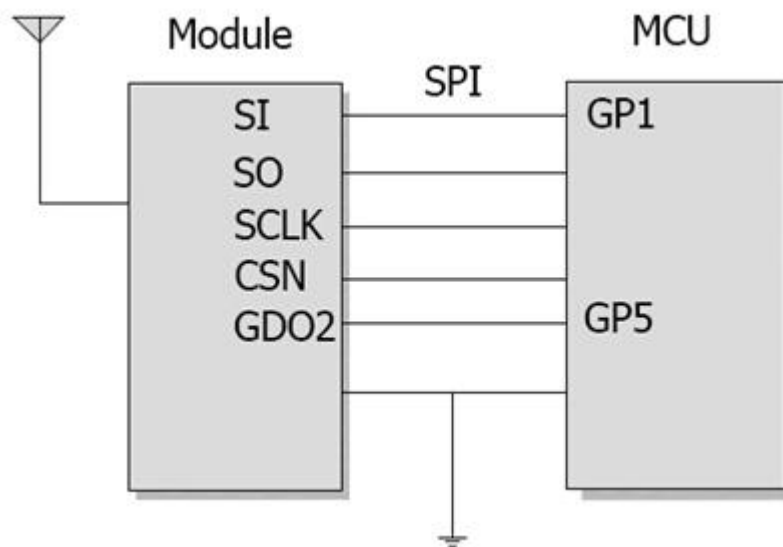 Module
MCU
SPI
SI
GP1
SO
SCLK
CSN
GDO2
GP5